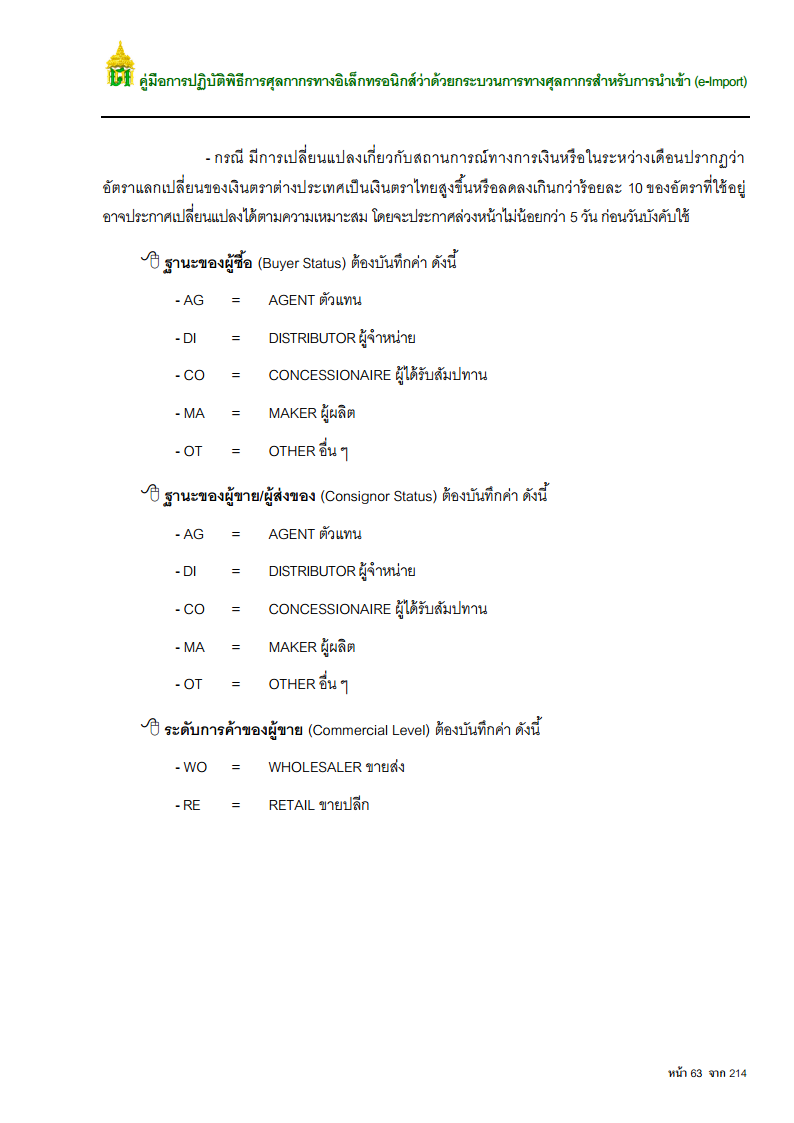 คู่มือการปฏิบัติพิธีการศุลกากรทางอิเล็กทรอนิกส์ว่าด้วยกระบวนการทางศุลกากรสำหรับการนำเข้า (e-Import)
- กรณี มีการเปลี่ยนแปลงเกี่ยวกับสถานการณ์ทางการเงินหรือในระหว่างเดือนปรากฏว่า
อัตราแลกเปลี่ยนของเงินตราต่างประเทศเป็นเงินตราไทยสูงขึ้นหรือลดลงเกินกว่าร้อยละ 10 ของอัตราที่ใช้อยู่
อาจประกาศเปลี่ยนแปลงได้ตามความเหมาะสม โดยจะประกาศล่วงหน้าไม่น้อยกว่า 5 วัน ก่อนวันบังคับใช้
ฐานะของผู้ซื้อ (Buyer Status) ต้องบันทึกค่า ดังนี้
- AG = AGENT ตัวแทน
- DI = DISTRIBUTOR ผู้จำหน่าย
- CO = CONCESSIONAIRE ผู้ได้รับสัมปทาน
- MA = MAKER ผู้ผลิต
- OT = OTHER อื่น ๆ
ฐานะของผู้ขาย/ผู้ส่งของ (Consignor Status) ต้องบันทึกค่า ดังนี้
- AG = AGENT ตัวแทน
- DI = DISTRIBUTOR ผู้จำหน่าย
- CO = CONCESSIONAIRE ผู้ได้รับสัมปทาน
- MA = MAKER ผู้ผลิต
- OT = OTHER อื่น ๆ
ระดับการค้าของผู้ขาย (Commercial Level) ต้องบันทึกค่า ดังนี้
- WO = WHOLESALER ขายส่ง
- RE = RETAIL ขายปลีก
หน้า 63 จาก 214